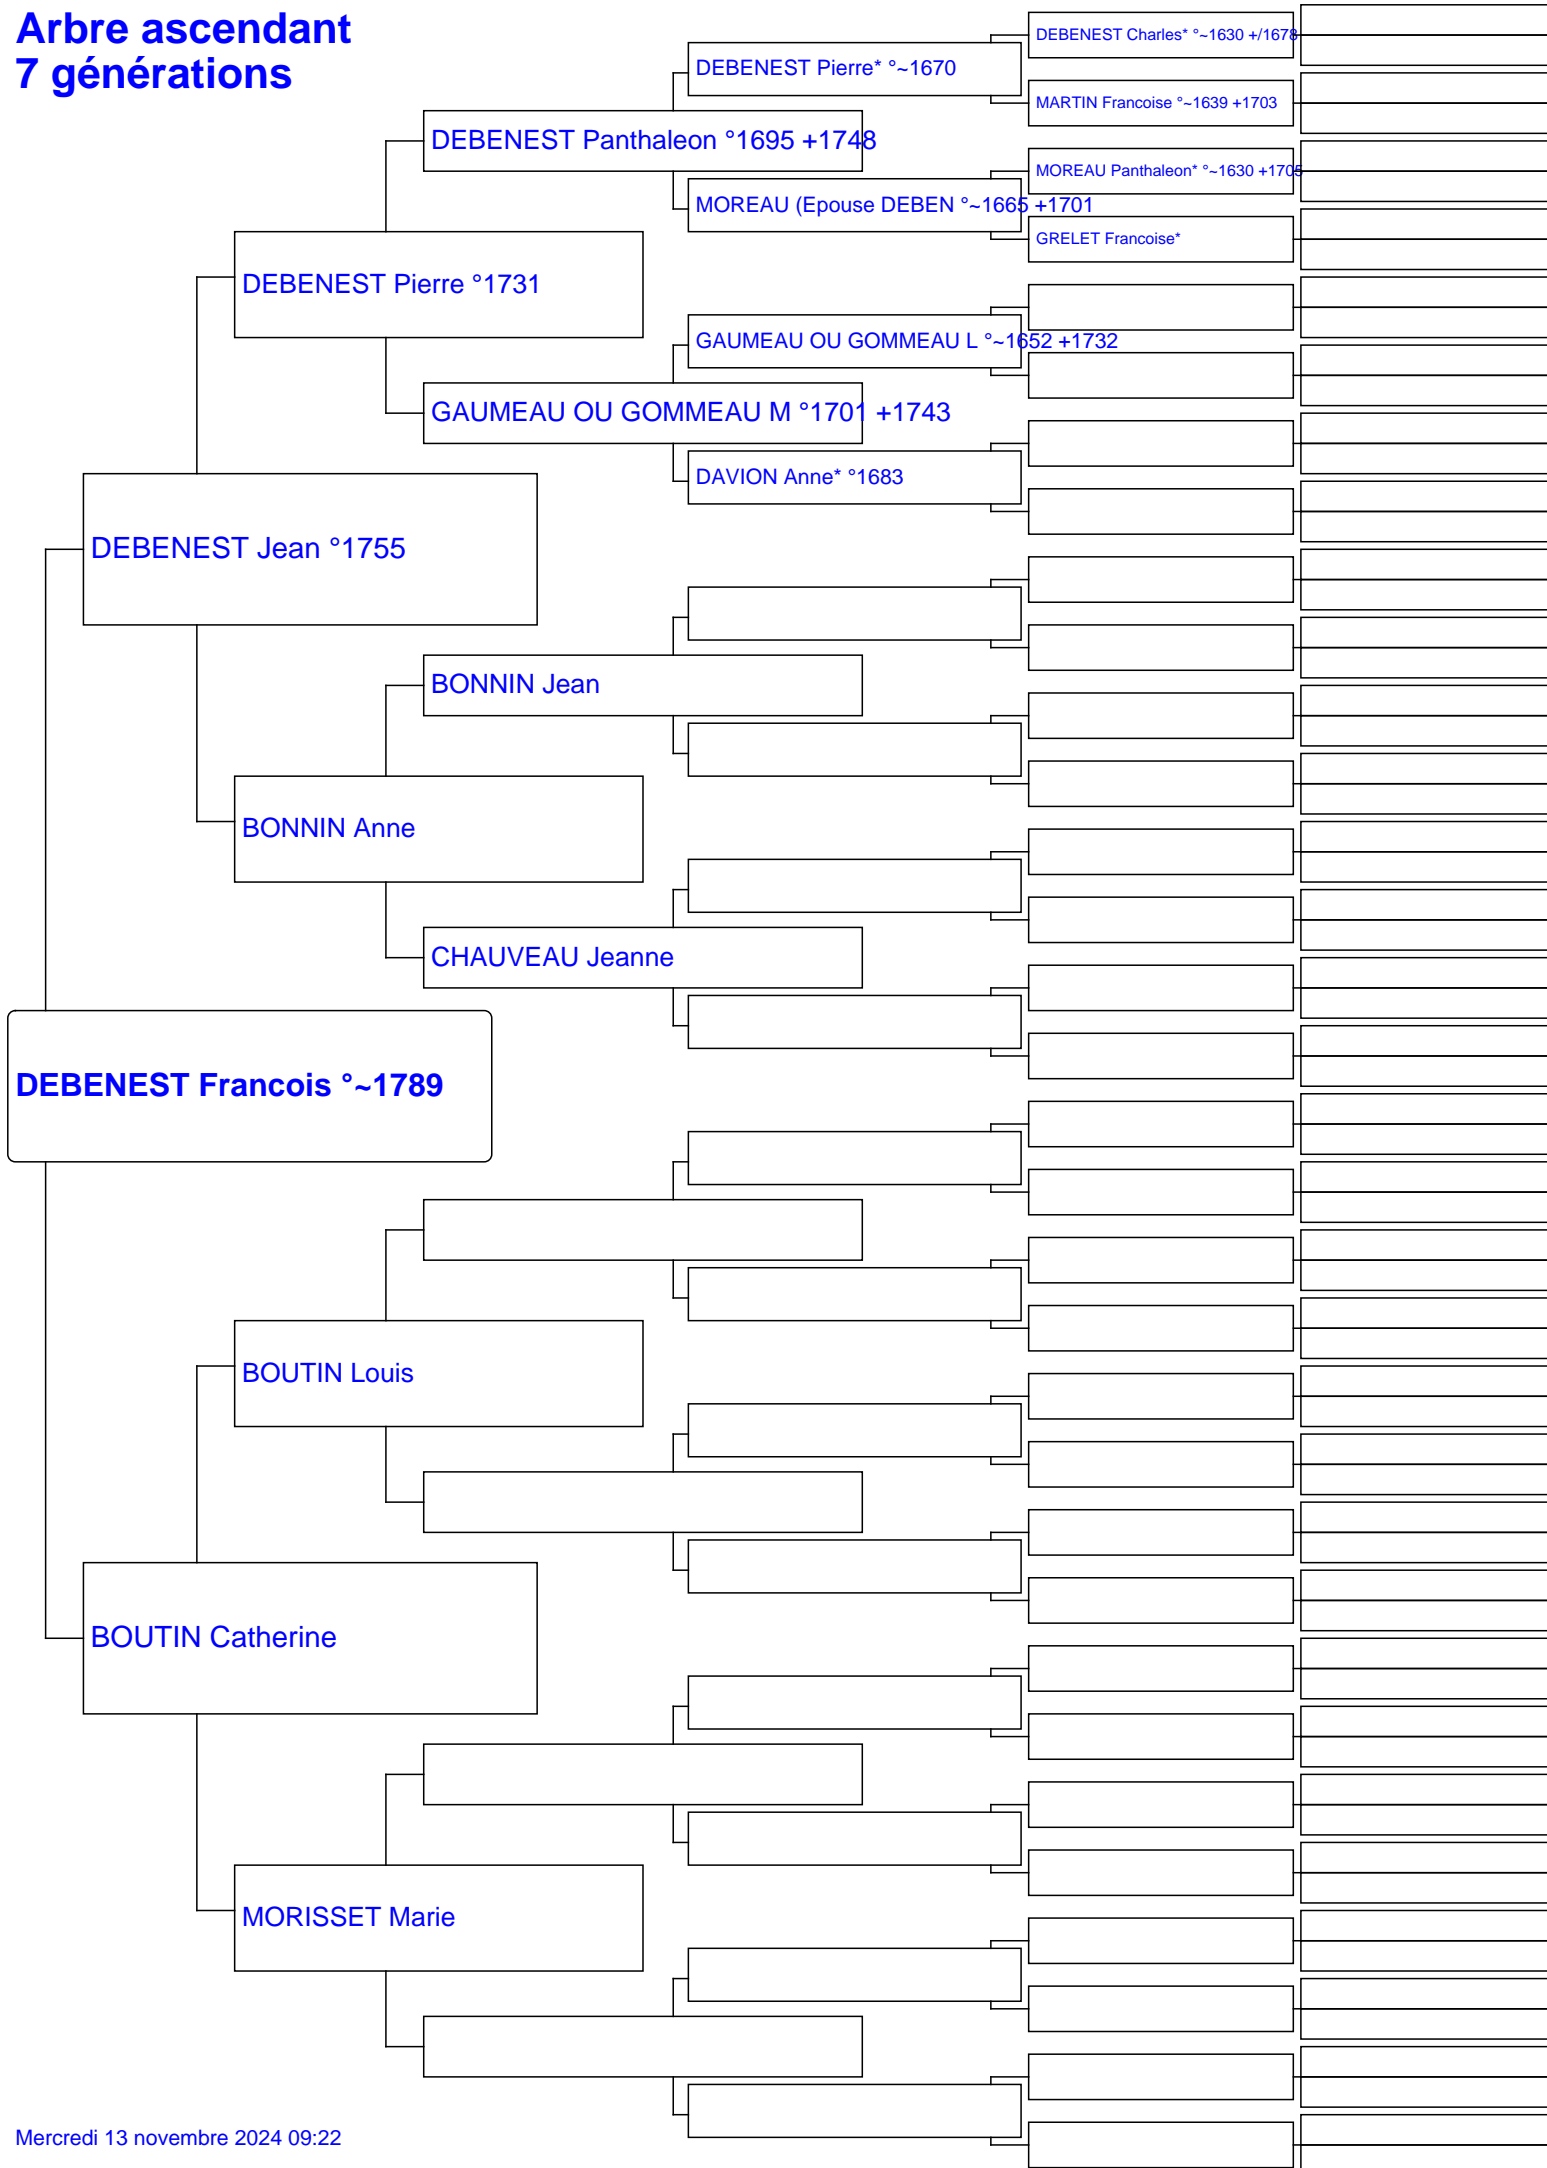 Arbre ascendant
7 générations
DEBENEST Charles* °~1630 +/1678
DEBENEST Pierre* °~1670
MARTIN Francoise °~1639 +1703
DEBENEST Panthaleon °1695 +1748
MOREAU Panthaleon* °~1630 +1705
MOREAU (Epouse DEBEN °~1665 +1701
GRELET Francoise*
DEBENEST Pierre °1731
GAUMEAU OU GOMMEAU L °~1652 +1732
GAUMEAU OU GOMMEAU M °1701 +1743
DAVION Anne* °1683
DEBENEST Jean °1755
BONNIN Jean
BONNIN Anne
CHAUVEAU Jeanne
DEBENEST Francois °~1789
BOUTIN Louis
BOUTIN Catherine
MORISSET Marie
Mercredi 13 novembre 2024 09:22